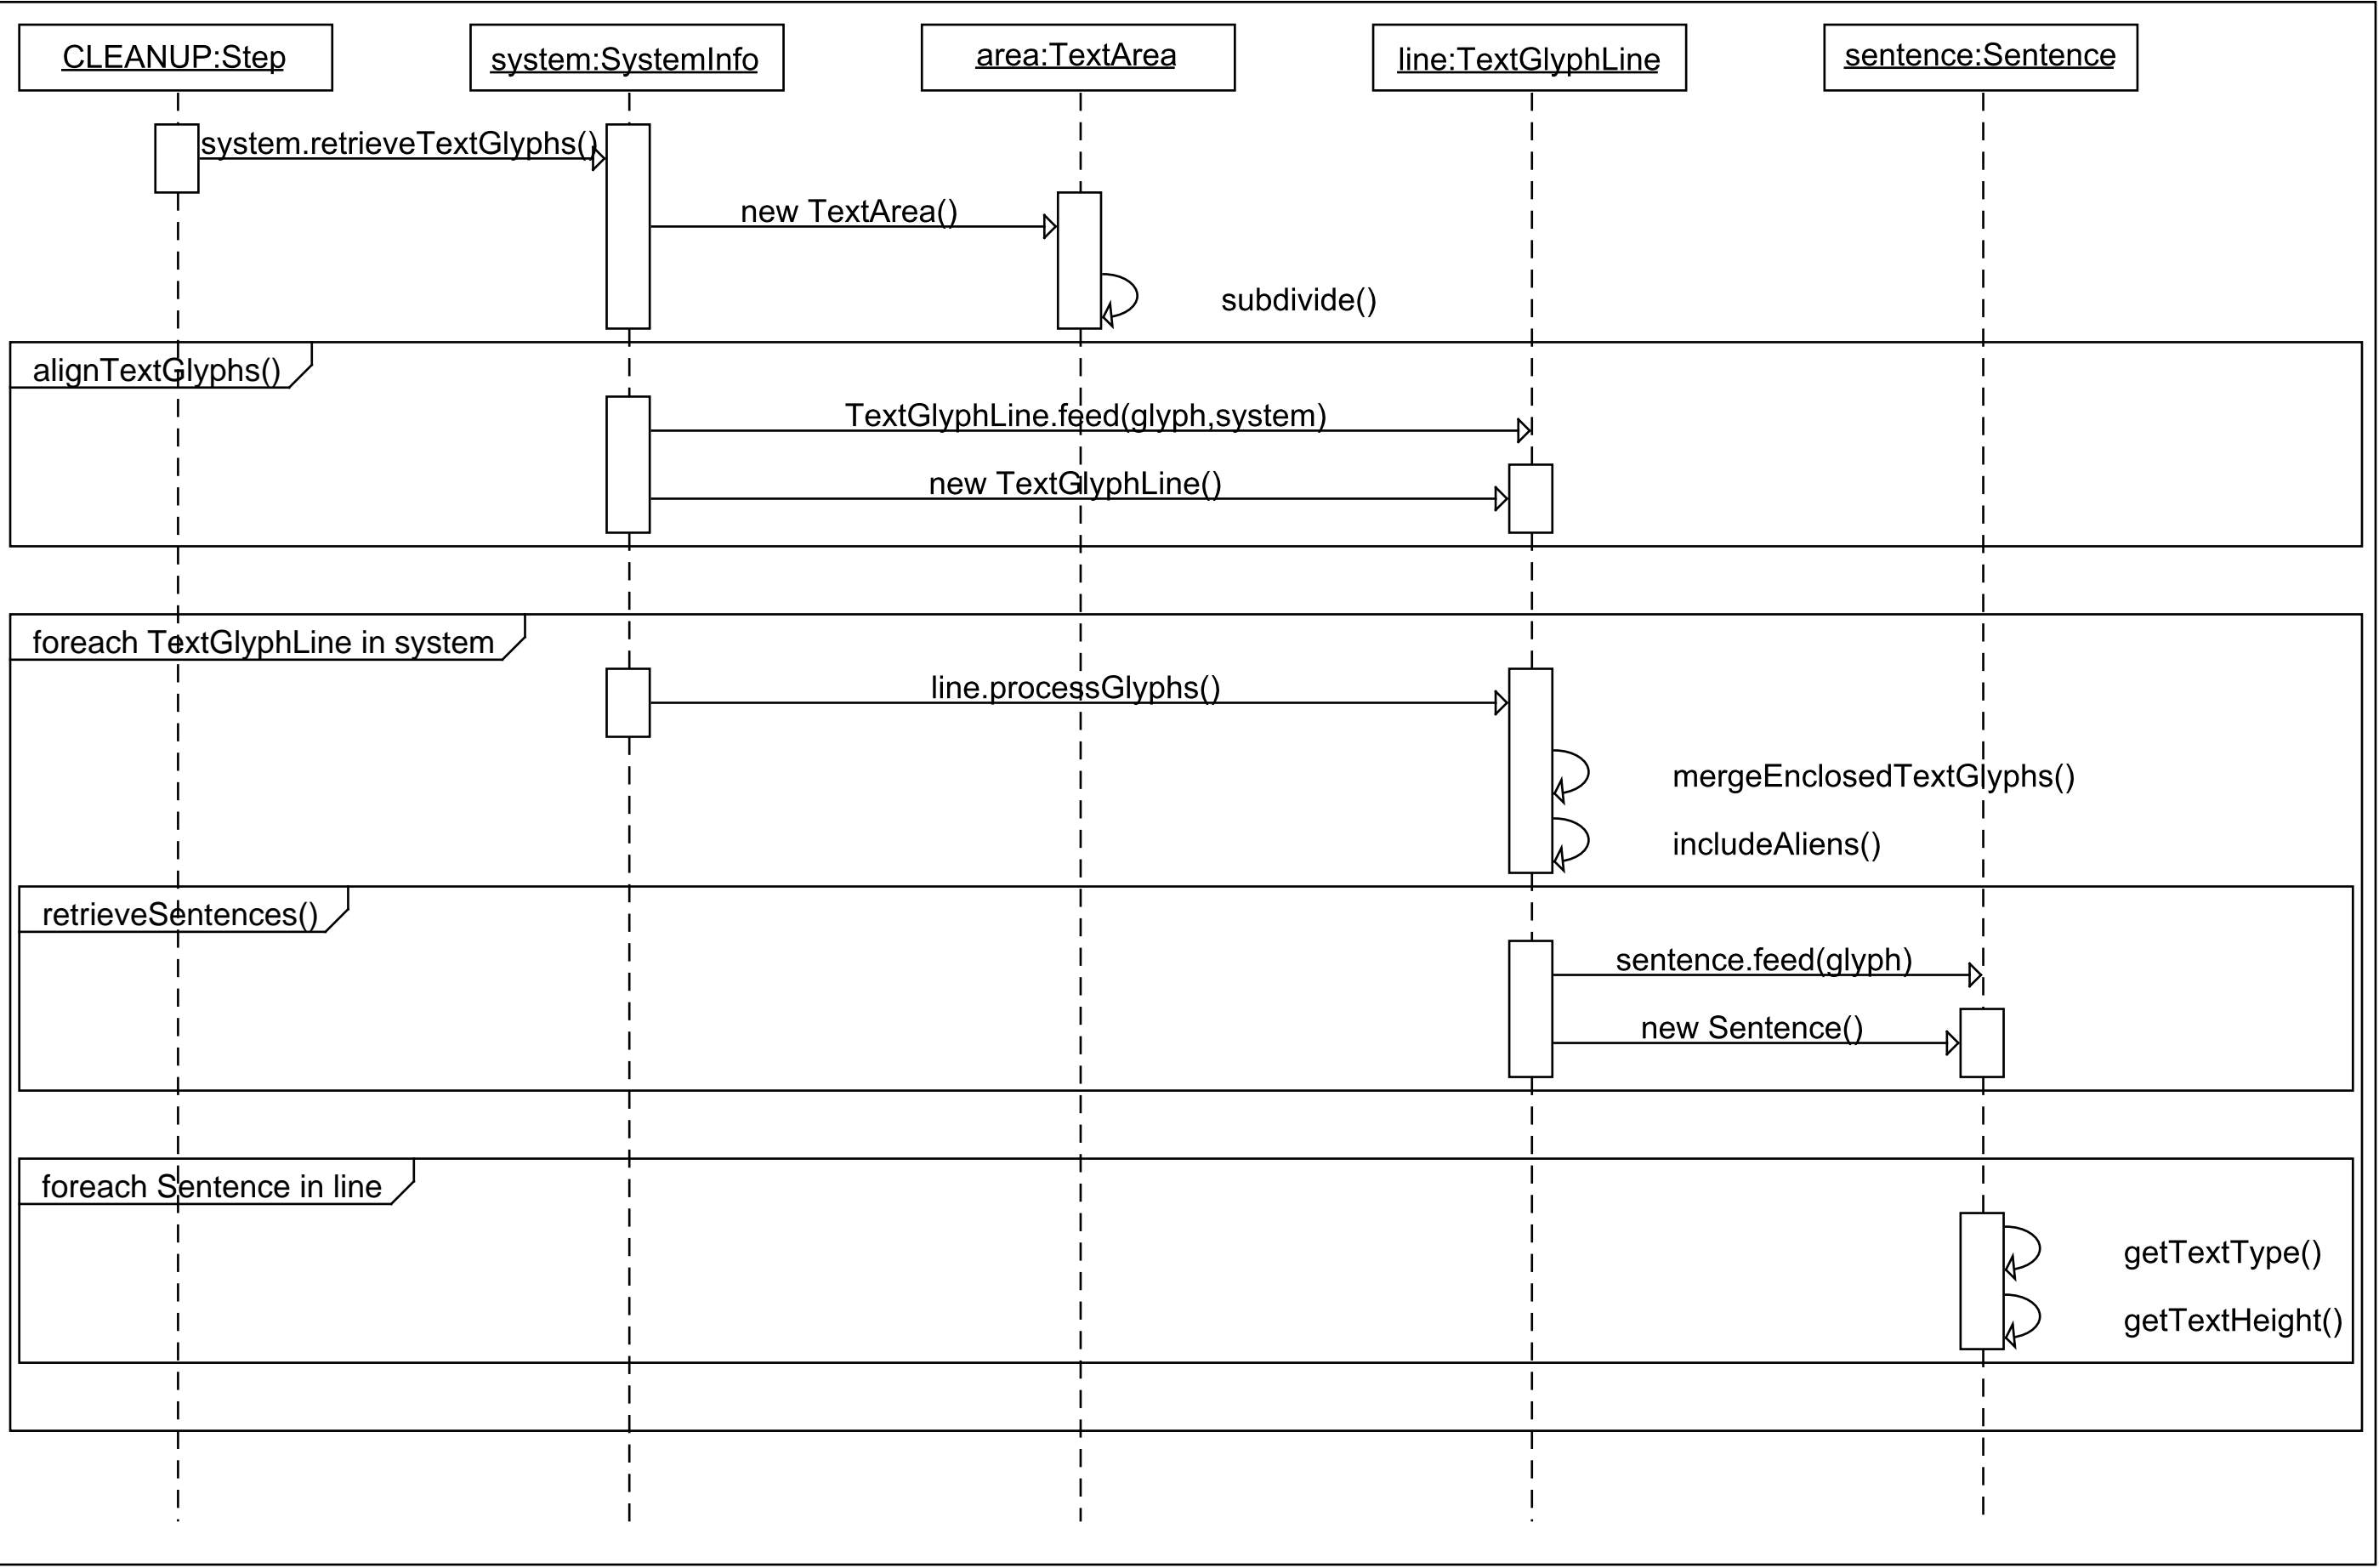 CLEANUP:Step
system:SystemInfo
area:TextArea
line:TextGlyphLine
sentence:Sentence
system.retrieveTextGlyphs()
new TextArea()
subdivide()
alignTextGlyphs()
TextGlyphLine.feed(glyph,system)
new TextGlyphLine()
foreach TextGlyphLine in system
line.processGlyphs()
mergeEnclosedTextGlyphs()
includeAliens()
retrieveSentences()
sentence.feed(glyph)
new Sentence()
foreach Sentence in line
getTextType()
getTextHeight()